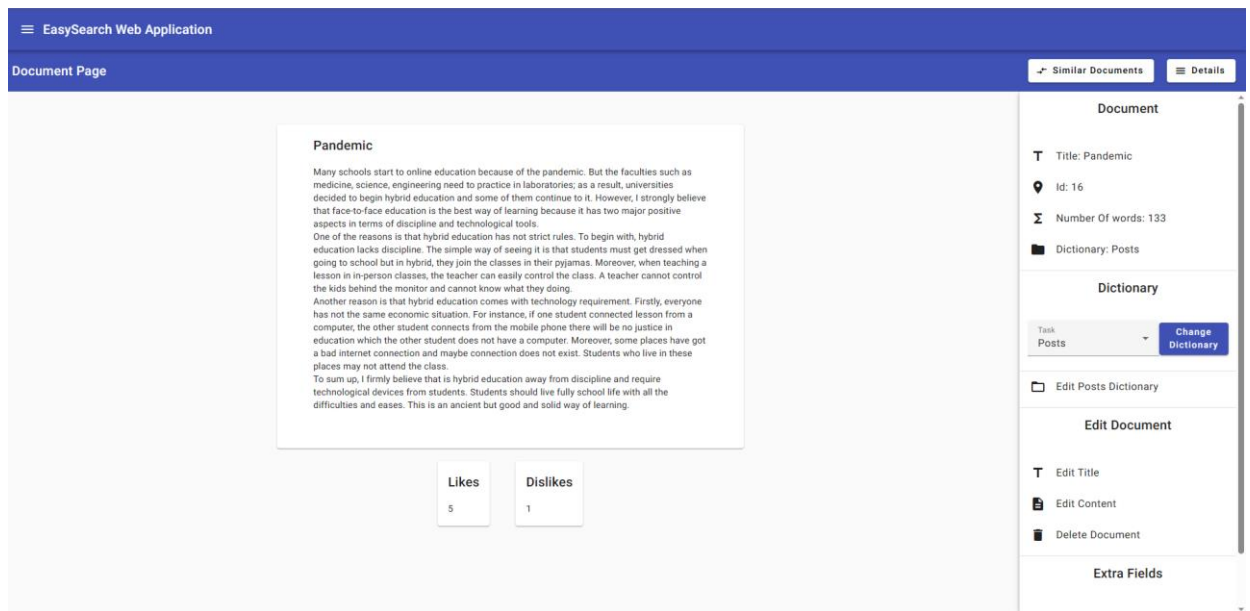 EasySearch Web Application
Document Page
Similar Documents
Details
Pandemic
Many schools start to online education because of the pandemic. But the faculties such as
medicine, science, engineering need to practice in laboratories; as a result, universities
decided to begin hybrid education and some of them continue to it. However, I strongly believe
that face-to-face education is the best way of learning because it has two major positive
aspects in terms of discipline and technological tools.
One of the reasons is that hybrid education has not strict rules. To begin with, hybrid
education lacks discipline. The simple way of seeing it is that students must get dressed when
going to school but in hybrid, they join the classes in their pyjamas. Moreover, when teaching a
lesson in in-person classes, the teacher can easily control the class. A teacher cannot control
the kids behind the monitor and cannot know what they doing.
Another reason is that hybrid education comes with technology requirement. Firstly, everyone
has not the same economic situation. For instance, if one student connected lesson from a
computer, the other student connects from the mobile phone there will be no justice in
education which the other student does not have a computer. Moreover, some places have got
a bad internet connection and maybe connection does not exist. Students who live in these
places may not attend the class.
To sum up, I firmly believe that is hybrid education away from discipline and require
technological devices from students. Students should live fully school life with all the
difficulties and eases. This is an ancient but good and solid way of learning.
Likes
5
Dislikes
1
Document
Title: Pandemic
Id: 16
Number Of words: 133
Dictionary: Posts
Dictionary
Task
Posts
Change
Dictionary
Edit Posts Dictionary
Edit Document
Edit Title
Edit Content
Delete Document
Extra Fields